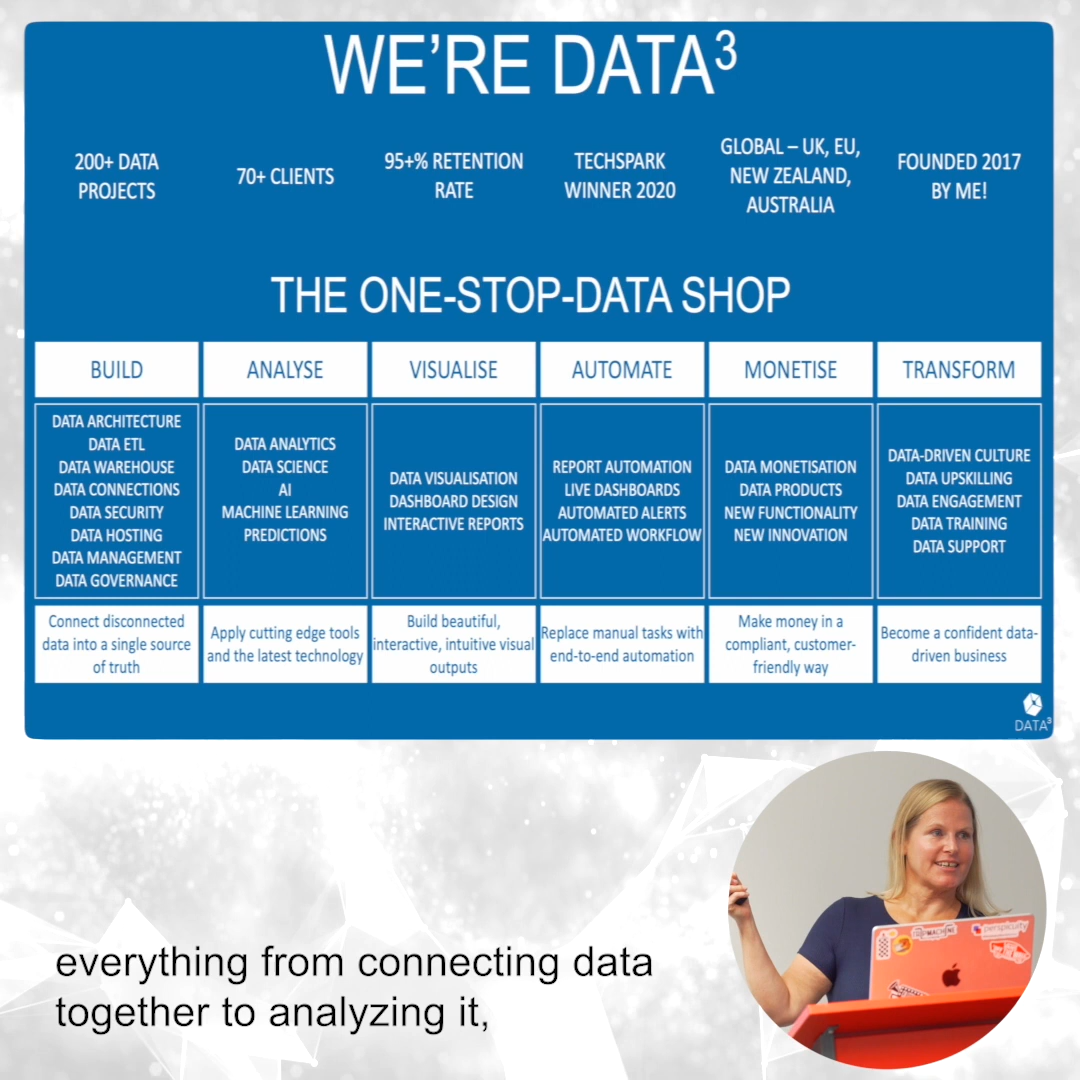 WE'RE DATA³
200+ DATA
PROJECTS
70+ CLIENTS
95+% RETENTION
RATE
TECHSPARK
WINNER 2020
GLOBAL – UK, EU,
NEW ZEALAND,
AUSTRALIA
FOUNDED 2017
BY ME!
THE ONE-STOP-DATA SHOP
BUILD
ANALYSE
VISUALISE
AUTOMATE
MONETISE
TRANSFORM
DATA ARCHITECTURE
DATA ETL
DATA WAREHOUSE
DATA CONNECTIONS
DATA SECURITY
DATA HOSTING
DATA MANAGEMENT
DATA GOVERNANCE
DATA ANALYTICS
DATA SCIENCE
AI
MACHINE LEARNING
PREDICTIONS
DATA VISUALISATION
DASHBOARD DESIGN
INTERACTIVE REPORTS
REPORT AUTOMATION
LIVE DASHBOARDS
AUTOMATED ALERTS
AUTOMATED WORKFLOW
DATA MONETISATION
DATA PRODUCTS
NEW FUNCTIONALITY
NEW INNOVATION
DATA-DRIVEN CULTURE
DATA UPSKILLING
DATA ENGAGEMENT
DATA TRAINING
DATA SUPPORT
Connect disconnected
data into a single source
of truth
Apply cutting edge tools
and the latest technology
Build beautiful,
interactive, intuitive visual
outputs
Replace manual tasks with
end-to-end automation
Make money in a
compliant, customer-
friendly way
Become a confident data-
driven business
DATA³
perspicuity
everything from connecting data
together to analyzing it,